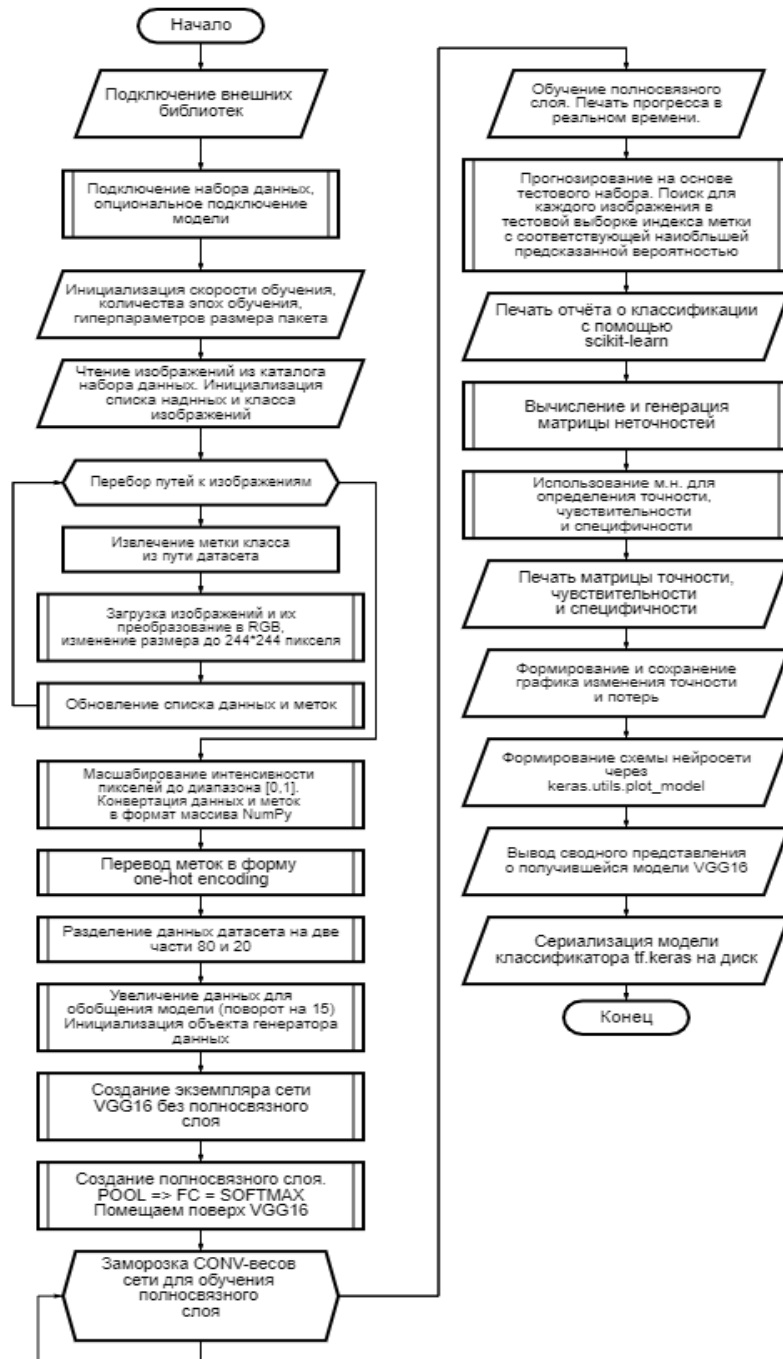 Начало
Подключение внешних
библиотек
Подключение набора данных,
опциональное подключение
модели
Инициализация скорости обучения,
количества эпох обучения,
гиперпараметров размера пакета
Чтение изображений из каталога
набора данных. Инициализация
списка наднных и класса
изображений
Перебор путей к изображениям
Извлечение метки класса
из пути датасета
Загрузка изображений и их
преобразование в RGB,
изменение размера до 244*244 пикселя
Обновление списка данных и меток
Масшабирование интенсивности
пикселей до диапазона [0,1].
Конвертация данных и меток
в формат массива NumPy
Перевод меток в форму
one-hot encoding
Разделение данных датасета на две
части 80 и 20
Увеличение данных для
обобщения модели (поворот на 15)
Инициализация объекта генератора
данных
Создание экземпляра сети
VGG16 без полносвязного
слоя
Создание полносвязного слоя.
POOL => FC = SOFTMAX
Помещаем поверх VGG16
Заморозка CONV-весов
сети для обучения
полносвязного
слоя
Обучение полносвязного
слоя. Печать прогресса в
реальном времени.
Прогнозирование на основе
тестового набора. Поиск для
каждого изображения в
тестовой выборке индекса метки
с соответствующей наиобльшей
предсказанной вероятностью
Печать отчёта о классификации
с помощью
scikit-learn
Вычисление и генерация
матрицы неточностей
Использование м.н. для
определения точности,
чувствительности
и специфичности
Печать матрицы точности,
чувствительности
и специфичности
Формирование и сохранение
графика изменения точности
и потерь
Формирование схемы нейросети
через
keras.utils.plot_model
Вывод сводного представления
о получившейся модели VGG16
Сериализация модели
классификатора tf.keras на диск
Конец